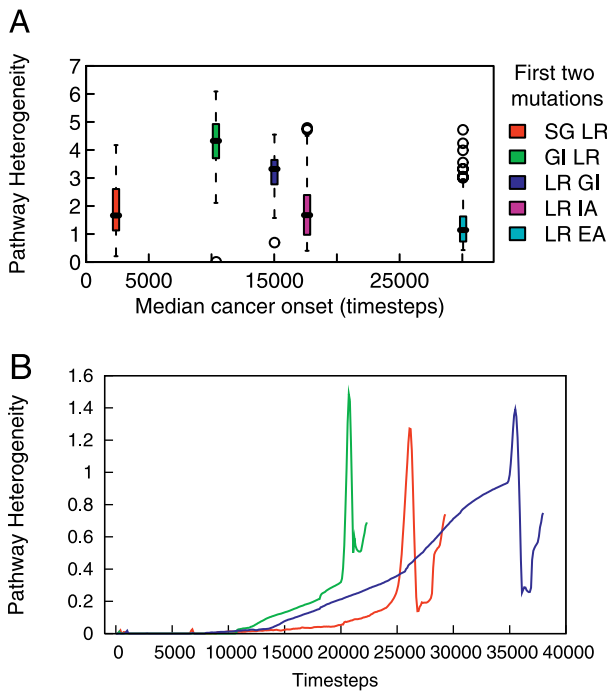 A
Pathway Heterogeneity
7
6
5
4
3
2
1
0
0 5000 15000 25000
Median cancer onset (timesteps)
First two
mutations
SG LR
GI LR
LR GI
LR IA
LR EA
B
Pathway Heterogeneity
1.6
1.4
1.2
1
0.8
0.6
0.4
0.2
0
0 5000 10000 15000 20000 25000 30000 35000 40000
Timesteps